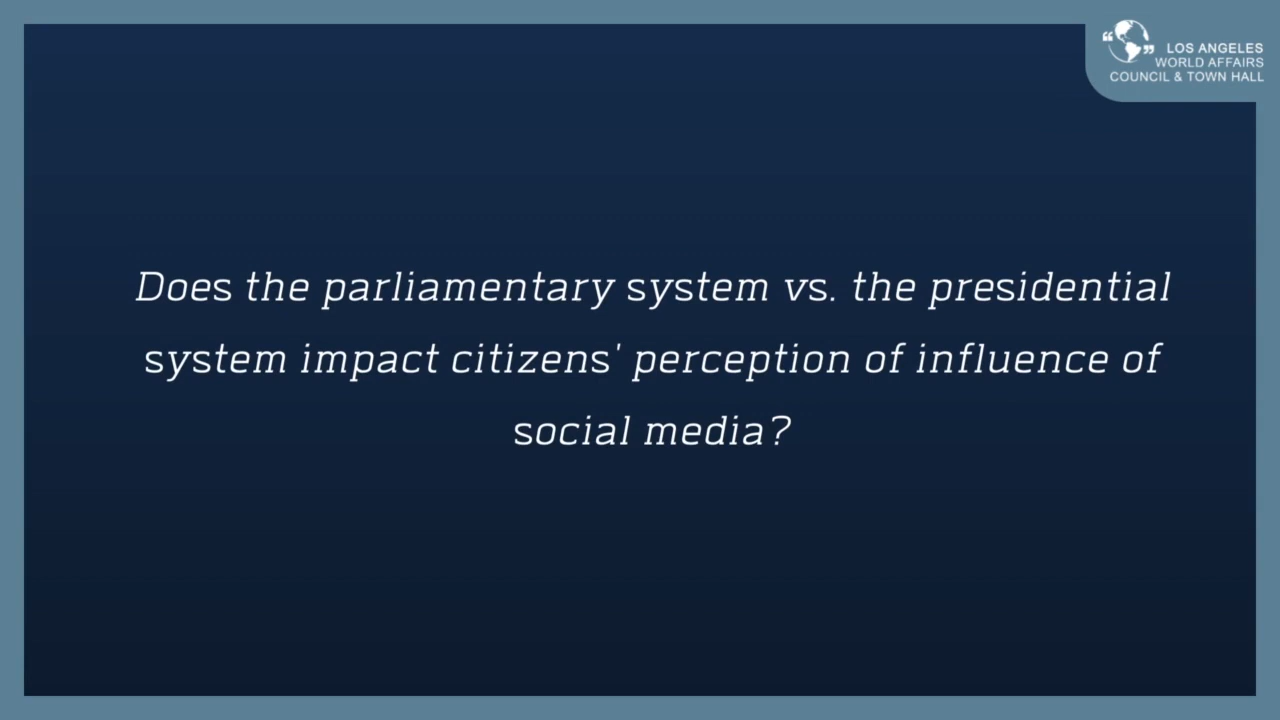 LOS ANGELES
WORLD AFFAIRS
COUNCIL & TOWN HALL
Does the parliamentary system vs. the presidential
system impact citizens' perception of influence of
social media?